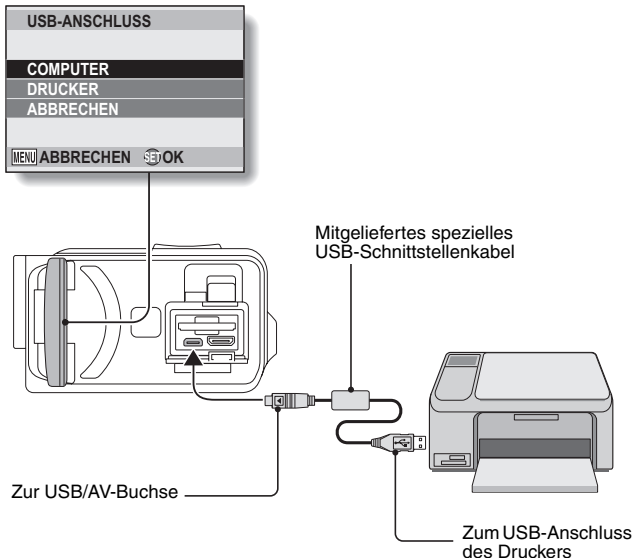 USB-ANSCHLUSS
COMPUTER
DRUCKER
ABBRECHEN
MENU ABBRECHEN SET OK
Mitgeliefertes spezielles
USB-Schnittstellenkabel
Zur USB/AV-Buchse
Zum USB-Anschluss
des Druckers